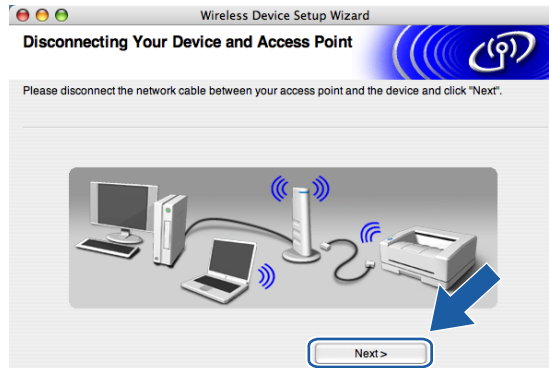 Wireless Device Setup Wizard
Disconnecting Your Device and Access Point
Please disconnect the network cable between your access point and the device and click "Next".
Next >